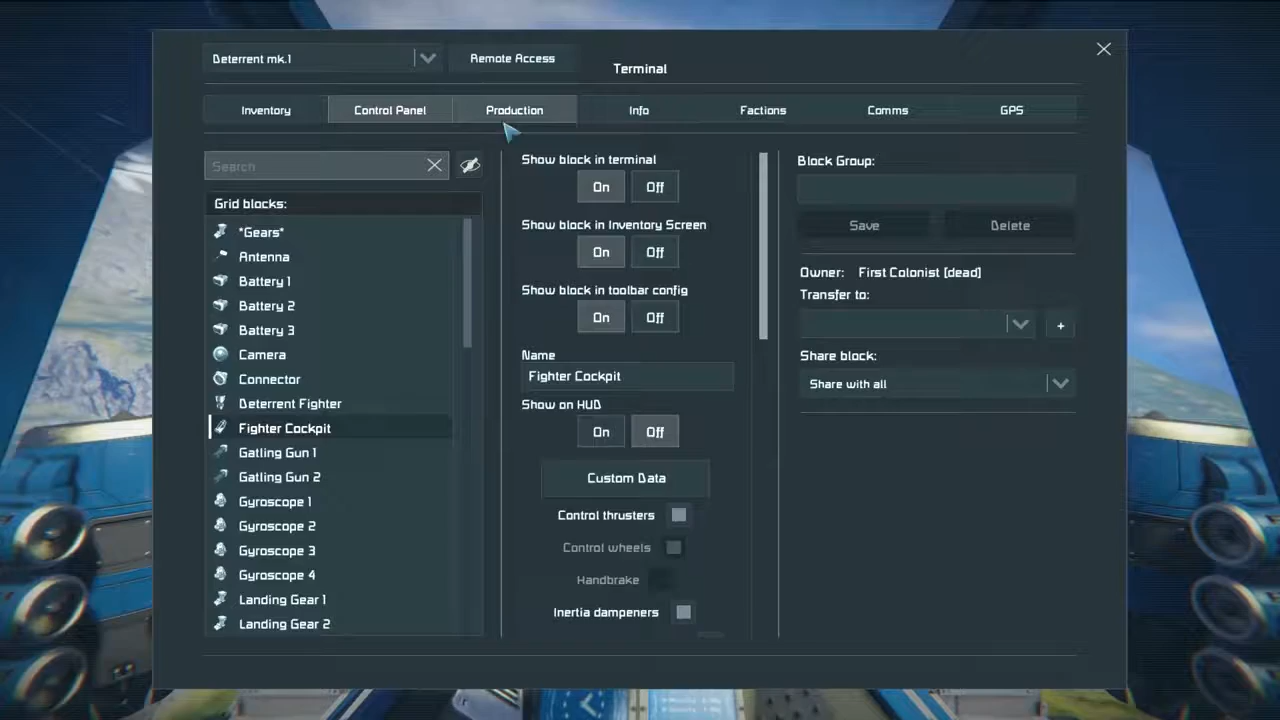 Deterrent mk.1
Remote Access
Terminal
Inventory
Control Panel
Production
Info
Factions
Comms
GPS
Search
Grid blocks:
*Gears*
Antenna
Battery 1
Battery 2
Battery 3
Camera
Connector
Deterrent Fighter
Fighter Cockpit
Gatling Gun 1
Gatling Gun 2
Gyroscope 1
Gyroscope 2
Gyroscope 3
Gyroscope 4
Landing Gear 1
Landing Gear 2
Show block in terminal
On Off
Show block in Inventory Screen
On Off
Show block in toolbar config
On Off
Name
Fighter Cockpit
Show on HUD
On Off
Custom Data
Control thrusters
Control wheels
Handbrake
Inertia dampeners
Block Group:
Save Delete
Owner: First Colonist [dead]
Transfer to:
+
Share block:
Share with all